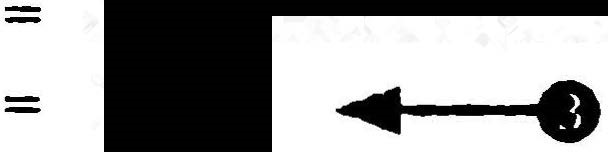 =
=
3